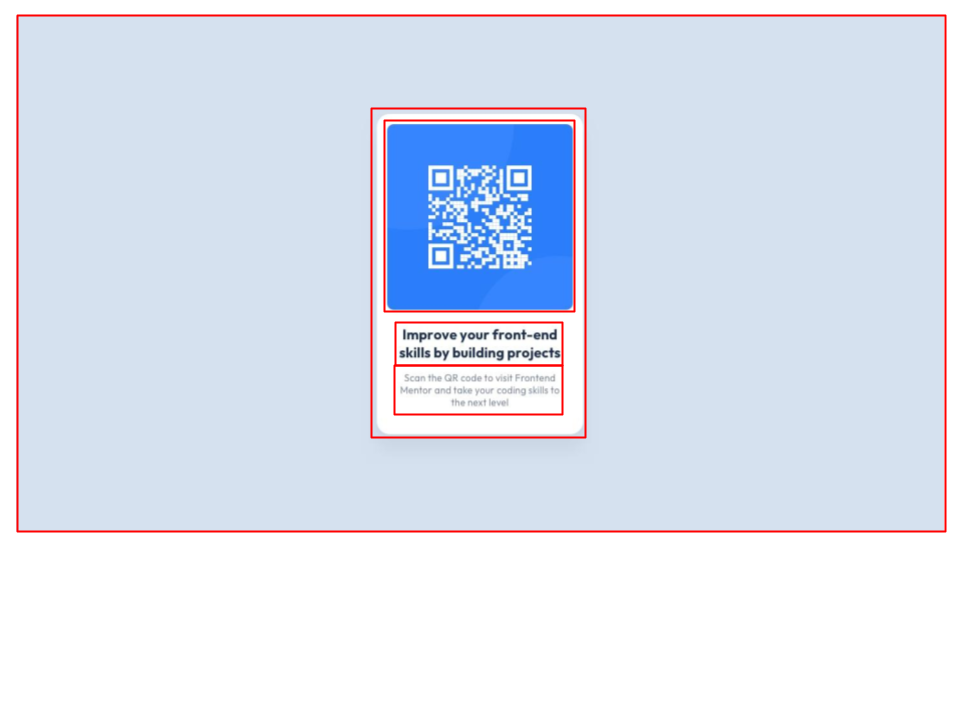 Improve your front-end
skills by building projects
Scan the QR code to visit Frontend
Mentor and take your coding skills to
the next level